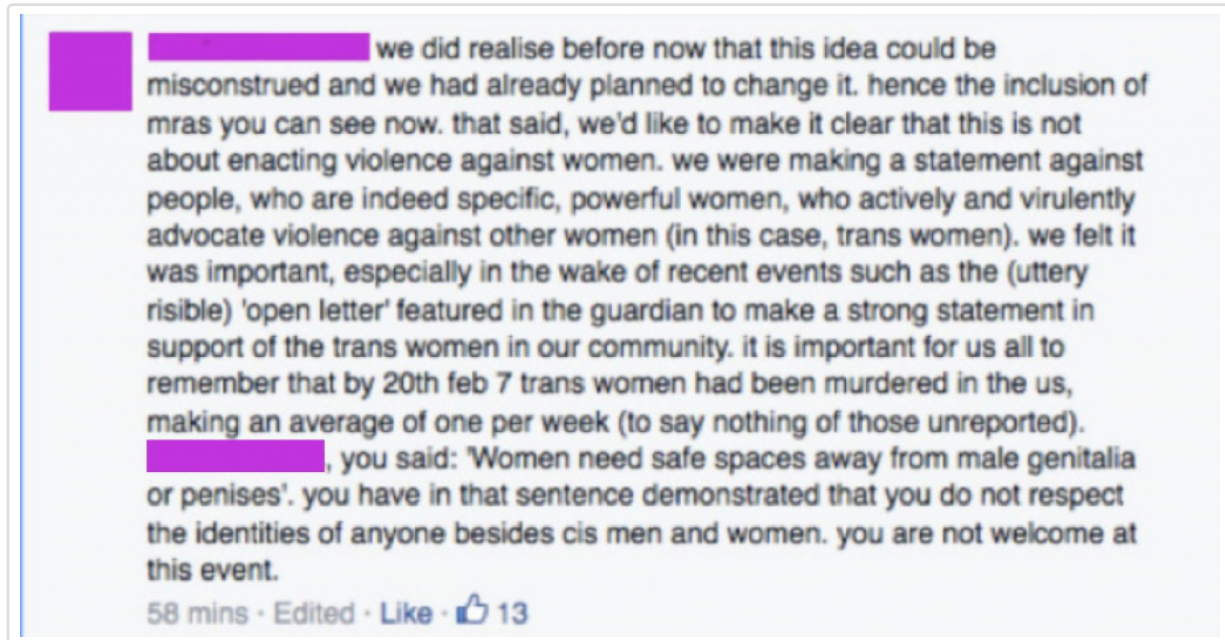 we did realise before now that this idea could be
misconstrued and we had already planned to change it. hence the inclusion of
mras you can see now. that said, we'd like to make it clear that this is not
about enacting violence against women. we were making a statement against
people, who are indeed specific, powerful women, who actively and virulently
advocate violence against other women (in this case, trans women). we felt it
was important, especially in the wake of recent events such as the (uttery
risible) 'open letter' featured in the guardian to make a strong statement in
support of the trans women in our community. it is important for us all to
remember that by 20th feb 7 trans women had been murdered in the us,
making an average of one per week (to say nothing of those unreported).
, you said: 'Women need safe spaces away from male genitalia
or penises'. you have in that sentence demonstrated that you do not respect
the identities of anyone besides cis men and women. you are not welcome at
this event.
58 mins · Edited · Like · 13